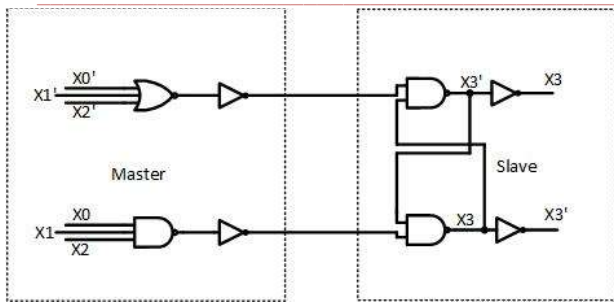 X0'
X1'
X2'
X3'
X3
Master
Slave
X0
X1
X2
X3
X3'